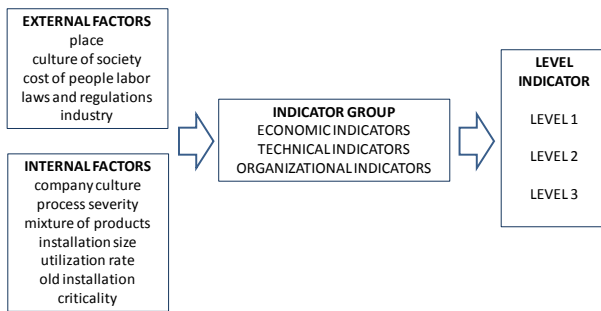 EXTERNAL FACTORS
place
culture of society
cost of people labor
laws and regulations
industry
INTERNAL FACTORS
company culture
process severity
mixture of products
installation size
utilization rate
old installation
criticality
INDICATOR GROUP
ECONOMIC INDICATORS
TECHNICAL INDICATORS
ORGANIZATIONAL INDICATORS
LEVEL
INDICATOR
LEVEL 1
LEVEL 2
LEVEL 3